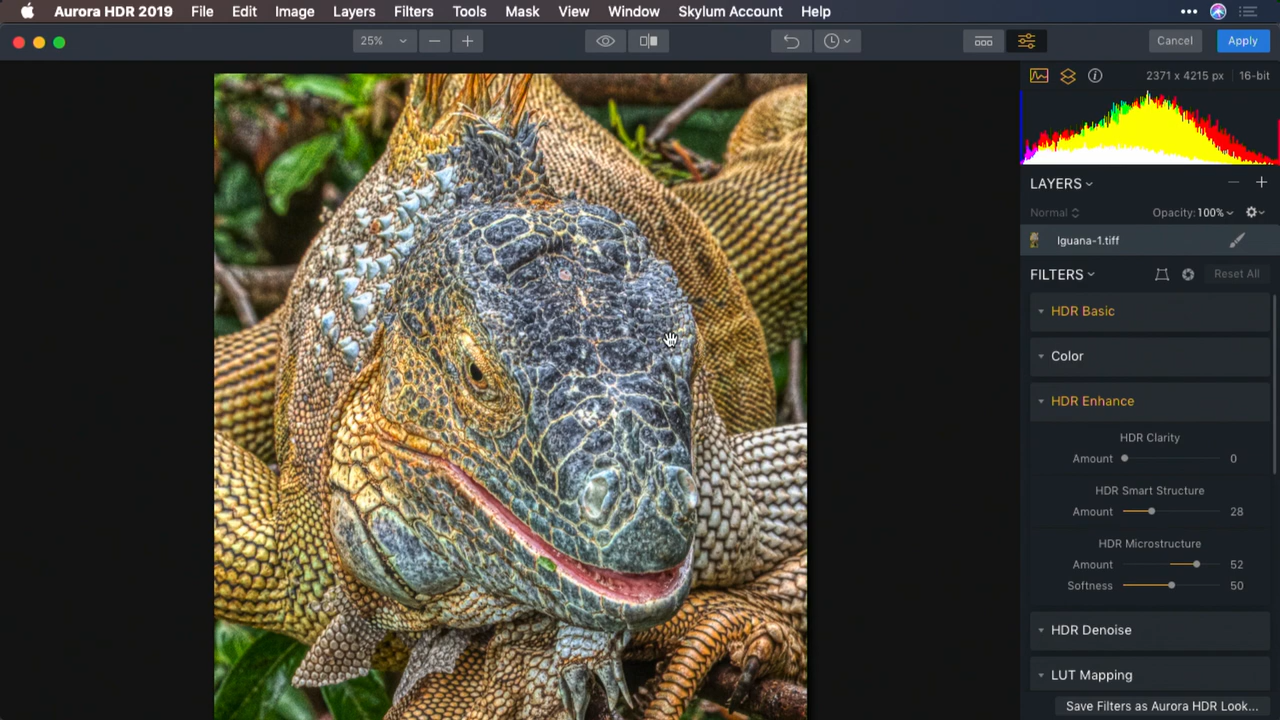 Aurora HDR 2019 File Edit Image Layers Filters Tools Mask View Window Skylum Account Help
25% Cancel Apply
2371 x 4215 px 16-bit
LAYERS
Normal Opacity: 100%
Iguana-1.tiff
FILTERS Reset All
HDR Basic
Color
HDR Enhance
HDR Clarity
Amount 0
HDR Smart Structure
Amount 28
HDR Microstructure
Amount 52
Softness 50
HDR Denoise
LUT Mapping
Save Filters as Aurora HDR Look...